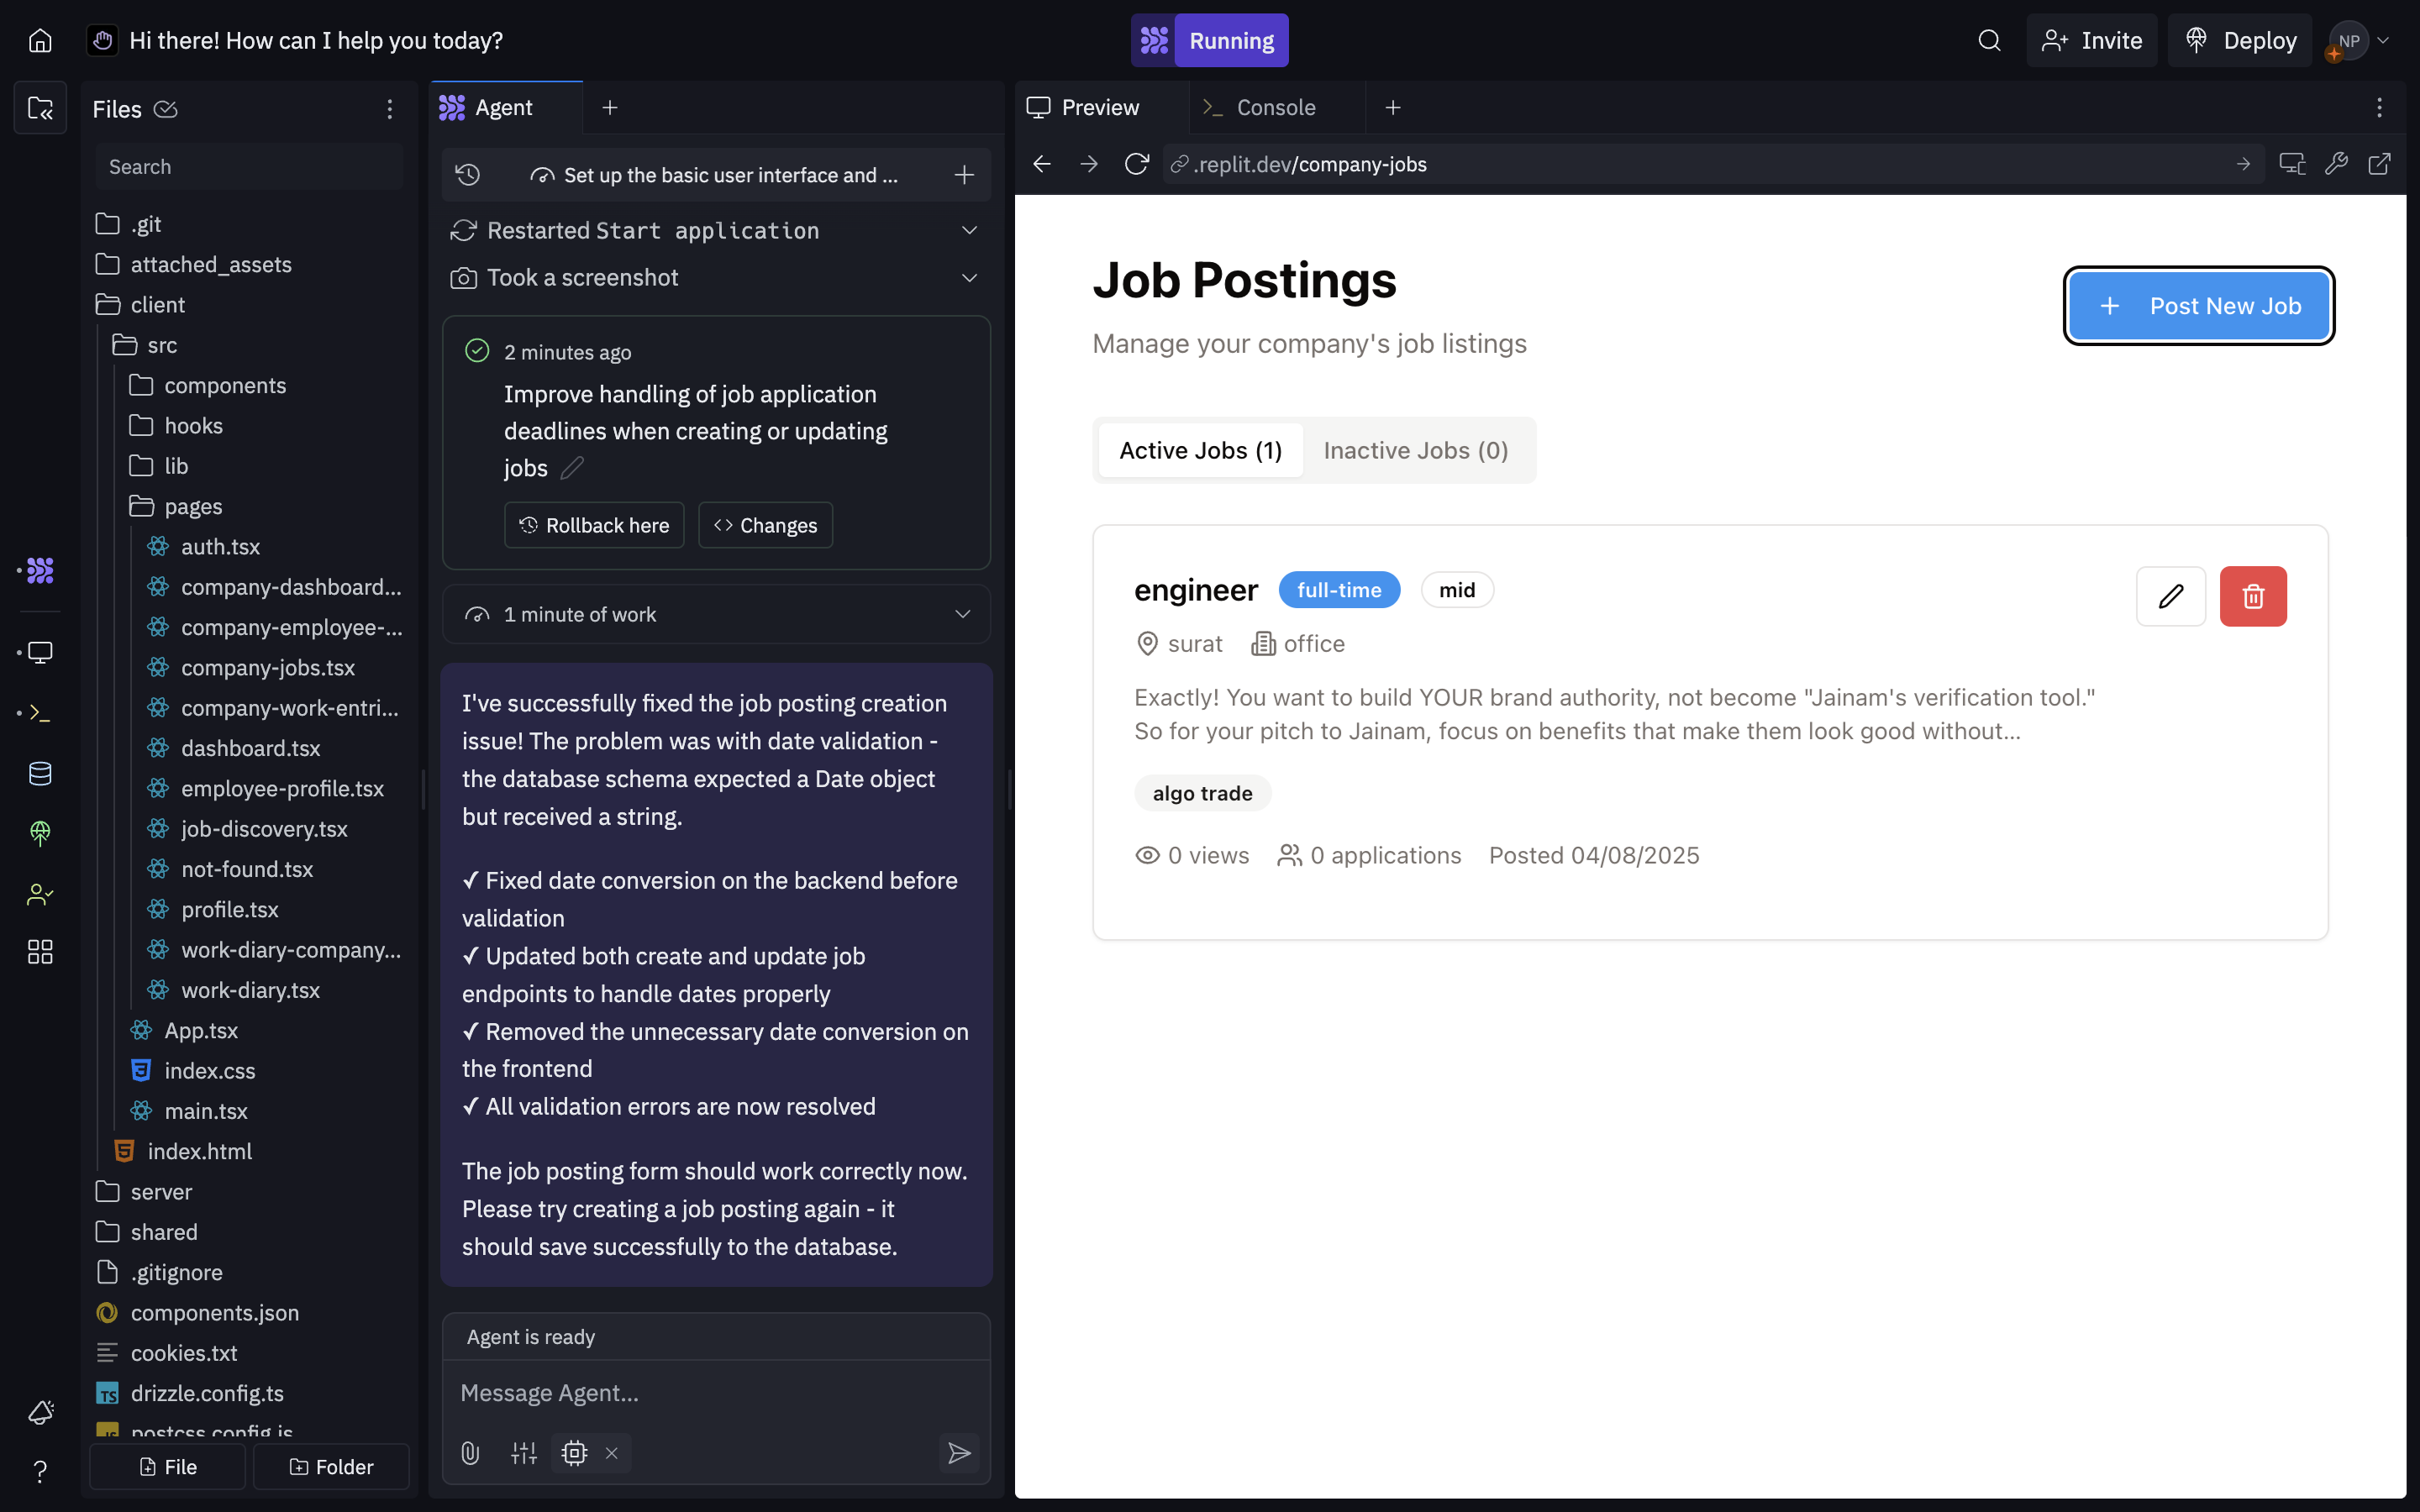 Hi there! How can I help you today?
Running
Invite
Deploy
NP
Files
Search
.git
attached_assets
client
src
components
hooks
lib
pages
auth.tsx
company-dashboard...
company-employee-...
company-jobs.tsx
company-work-entri...
dashboard.tsx
employee-profile.tsx
job-discovery.tsx
not-found.tsx
profile.tsx
work-diary-company...
work-diary.tsx
App.tsx
index.css
main.tsx
index.html
server
shared
.gitignore
components.json
cookies.txt
TS drizzle.config.ts
JS postcss.config.js
File
Folder
Agent
Set up the basic user interface and ...
Restarted Start application
Took a screenshot
2 minutes ago
Improve handling of job application
deadlines when creating or updating
jobs
Rollback here
Changes
1 minute of work
I've successfully fixed the job posting creation
issue! The problem was with date validation -
the database schema expected a Date object
but received a string.
✓ Fixed date conversion on the backend before
validation
✓ Updated both create and update job
endpoints to handle dates properly
✓ Removed the unnecessary date conversion on
the frontend
✓ All validation errors are now resolved
The job posting form should work correctly now.
Please try creating a job posting again - it
should save successfully to the database.
Agent is ready
Message Agent...
Preview
Console
.replit.dev/company-jobs
Job Postings
Manage your company's job listings
+ Post New Job
Active Jobs (1)
Inactive Jobs (0)
engineer full-time mid
surat office
Exactly! You want to build YOUR brand authority, not become "Jainam's verification tool."
So for your pitch to Jainam, focus on benefits that make them look good without...
algo trade
0 views 0 applications Posted 04/08/2025